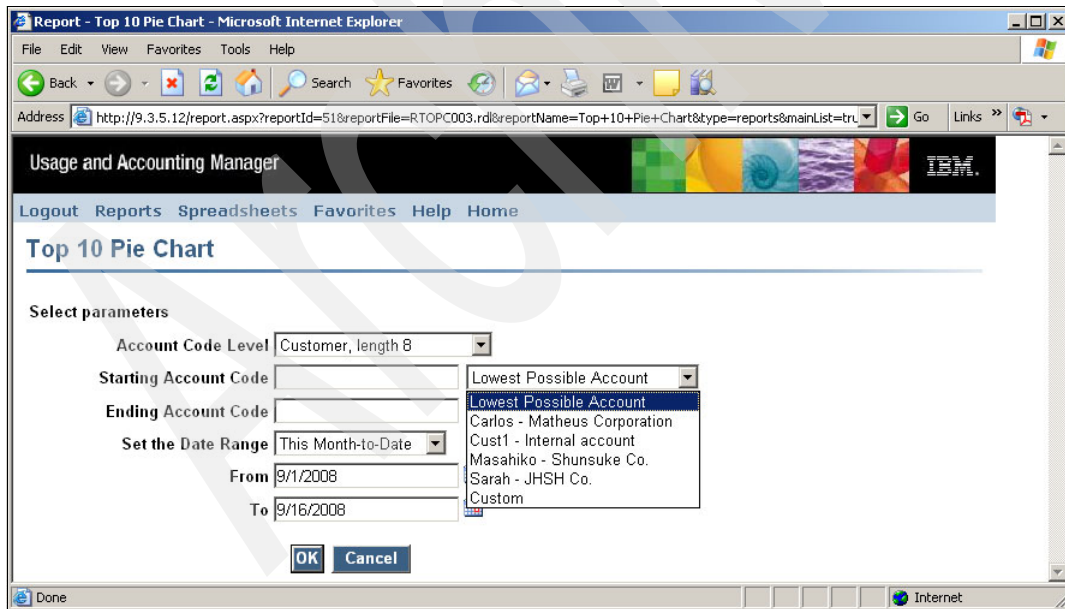 Report - Top 10 Pie Chart - Microsoft Internet Explorer
File Edit View Favorites Tools Help
Back Search Favorites
Address http://9.3.5.12/report.aspx?reportId=51&reportFile=RTOPC003.rdl&reportName=Top+10+Pie+Chart&type=reports&mainList=tru Go Links »
Usage and Accounting Manager IBM.
Logout Reports Spreadsheets Favorites Help Home
Top 10 Pie Chart
Select parameters
Account Code Level Customer, length 8
Starting Account Code Lowest Possible Account
Lowest Possible Account
Ending Account Code Carlos - Matheus Corporation
Cust1 - Internal account
Set the Date Range This Month-to-Date
Masahiko - Shunsuke Co.
From 9/1/2008 Sarah - JHSH Co.
Custom
To 9/16/2008
OK Cancel
Done Internet